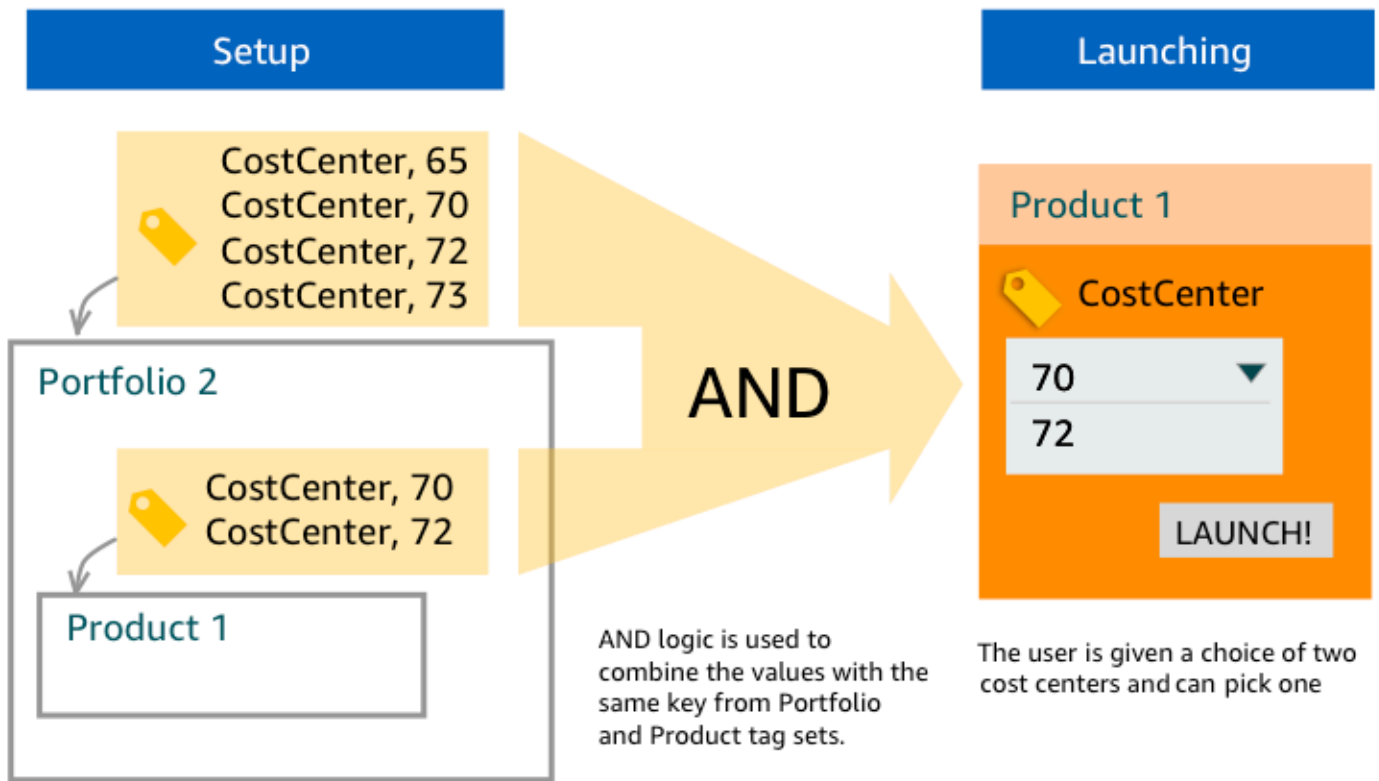 Setup
Launching
CostCenter, 65
CostCenter, 70
CostCenter, 72
CostCenter, 73
Portfolio 2
CostCenter, 70
CostCenter, 72
Product 1
AND
AND logic is used to
combine the values with the
same key from Portfolio
and Product tag sets.
Product 1
CostCenter
70
72
LAUNCH!
The user is given a choice of two
cost centers and can pick one